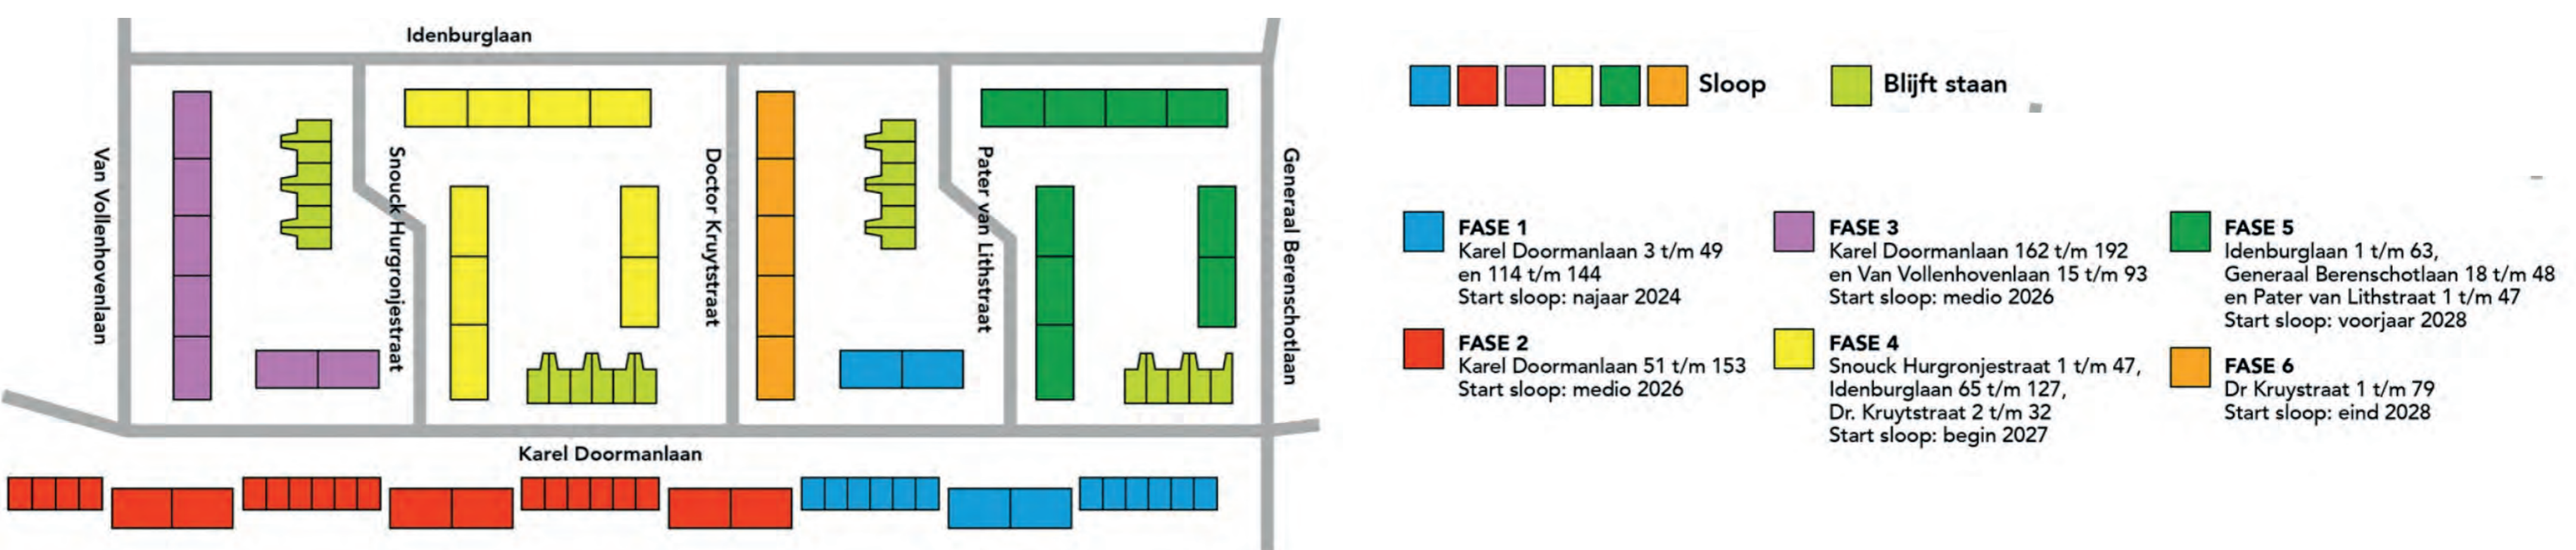 Idenburglaan
Van Vollenhovenlaan
Snouck Hurgronjestraat
Doctor Kruytstraat
Pater van Lithstraat
Generaal Berenschotlaan
Karel Doormanlaan
Sloop
Blijft staan
FASE 1
Karel Doormanlaan 3 t/m 49
en 114 t/m 144
Start sloop: najaar 2024
FASE 2
Karel Doormanlaan 51 t/m 153
Start sloop: medio 2026
FASE 3
Karel Doormanlaan 162 t/m 192
en Van Vollenhovenlaan 15 t/m 93
Start sloop: medio 2026
FASE 4
Snouck Hurgronjestraat 1 t/m 47,
Idenburglaan 65 t/m 127,
Dr. Kruytstraat 2 t/m 32
Start sloop: begin 2027
FASE 5
Idenburglaan 1 t/m 63,
Generaal Berenschotlaan 18 t/m 48
en Pater van Lithstraat 1 t/m 47
Start sloop: voorjaar 2028
FASE 6
Dr Kruystraat 1 t/m 79
Start sloop: eind 2028